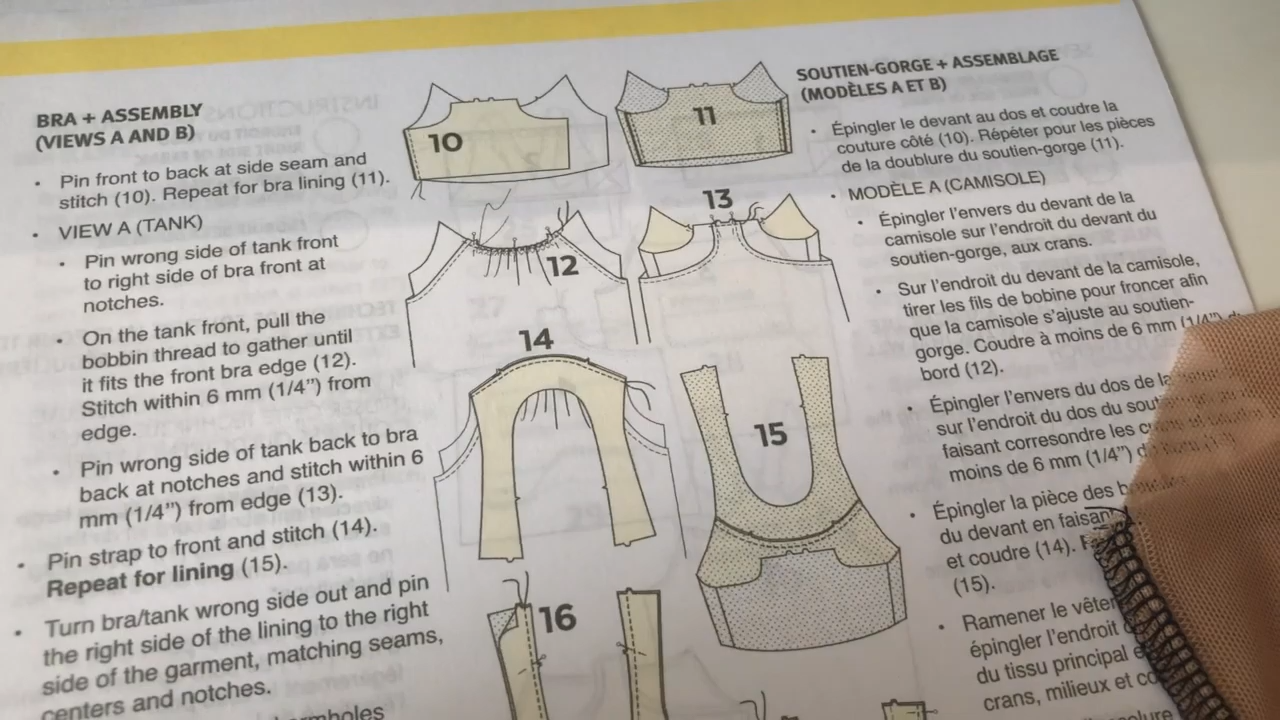 BRA + ASSEMBLY
(VIEWS A AND B)
• Pin front to back at side seam and
stitch (10). Repeat for bra lining (11).
• VIEW A (TANK)
• Pin wrong side of tank front
to right side of bra front at
notches.
• On the tank front, pull the
bobbin thread to gather until
it fits the front bra edge (12).
Stitch within 6 mm (1/4”) from
edge.
• Pin wrong side of tank back to bra
back at notches and stitch within 6
mm (1/4”) from edge (13).
• Pin strap to front and stitch (14).
Repeat for lining (15).
• Turn bra/tank wrong side out and pin
the right side of the lining to the right
side of the garment, matching seams,
centers and notches.
10
11
12
13
14
15
16
SOUTIEN-GORGE + ASSEMBLAGE
(MODÈLES A ET B)
• Épingler le devant au dos et coudre la
couture côté (10). Répéter pour les pièces
de la doublure du soutien-gorge (11).
• MODÈLE A (CAMISOLE)
• Épingler l’envers du devant de la
camisole sur l’endroit du devant du
soutien-gorge, aux crans.
• Sur l’endroit du devant de la camisole,
tirer les fils de bobine pour froncer afin
que la camisole s’ajuste au soutien-
gorge. Coudre à moins de 6 mm (1/4”)
bord (12).
• Épingler l’envers du dos de la
sur l’endroit du dos du
faisant corresondre les
moins de 6 mm (1/4”)
• Épingler la pièce des
du devant en
et coudre (14).
(15).
• Ramener le
épingler l’endroit
du tissu principal
crans, milieux et